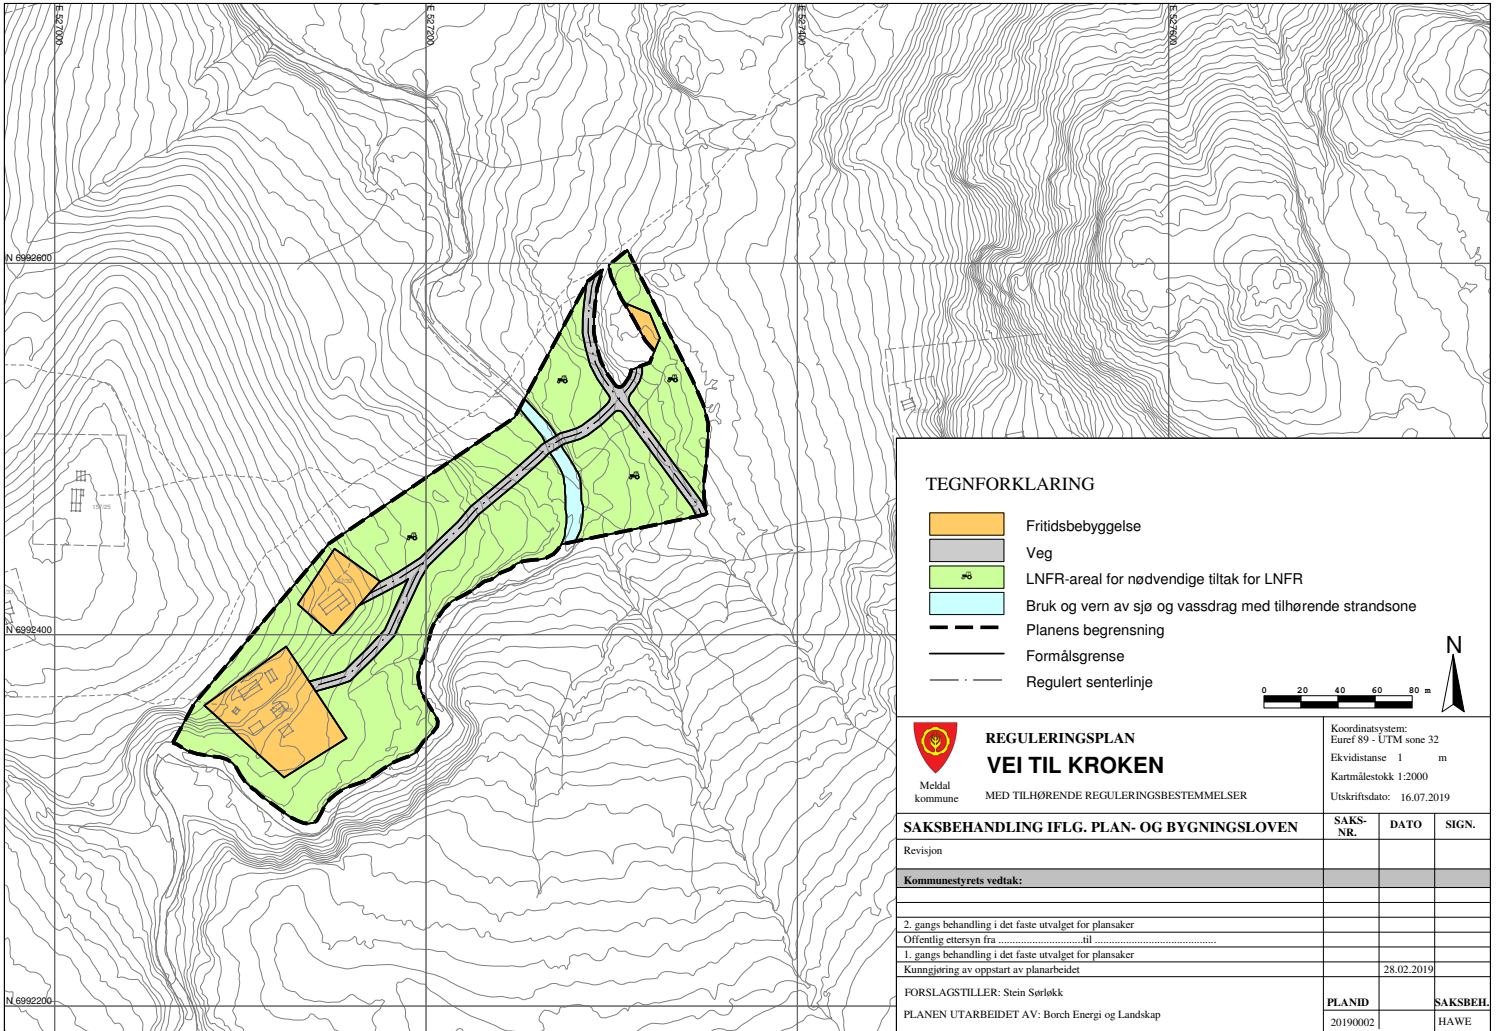 E 527000
E 527200
E 527400
E 527600
N 6992600
N 6992400
N 6992200
157/25
TEGNFORKLARING
Fritidsbebyggelse
Veg
LNFR-areal for nødvendige tiltak for LNFR
Bruk og vern av sjø og vassdrag med tilhørende strandsone
Planens begrensning
Formålsgrense
Regulert senterlinje
N
0 20 40 60 80 m
Meldal
kommune
REGULERINGSPLAN
VEI TIL KROKEN
MED TILHØRENDE REGULERINGSBESTEMMELSER
Koordinatsystem:
Euref 89 - UTM sone 32
Ekvidistanse 1 m
Kartmålestokk 1:2000
Utskriftsdato: 16.07.2019
SAKSBEHANDLING IFLG. PLAN- OG BYGNINGSLOVEN
SAKS-
NR.
DATO
SIGN.
Revisjon
Kommunestyrets vedtak:
2. gangs behandling i det faste utvalget for plansaker
Offentlig ettersyn fra ..............................til ...........................................
1. gangs behandling i det faste utvalget for plansaker
Kunngjøring av oppstart av planarbeidet 28.02.2019
FORSLAGSTILLER: Stein Sørløkk
PLANEN UTARBEIDET AV: Borch Energi og Landskap
PLANID
SAKSBEH.
20190002
HAWE